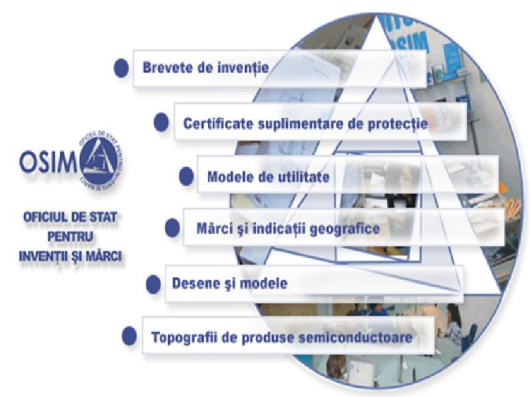 Brevete de invenție
Certificate suplimentare de protecție
Modele de utilitate
Mărci și indicații geografice
Desene și modele
Topografii de produse semiconductoare
OSIM
OFICIUL DE STAT
PENTRU
INVENȚII ȘI MĂRCI